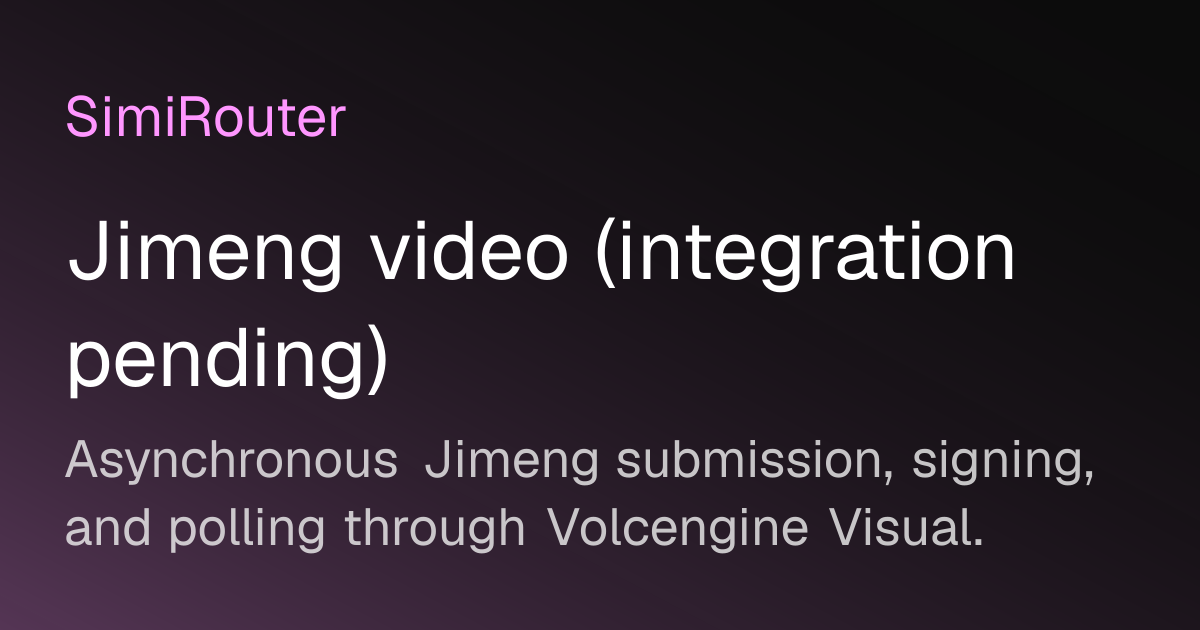 SimiRouter
Jimeng video (integration
pending)
Asynchronous Jimeng submission, signing,
and polling through Volcengine Visual.